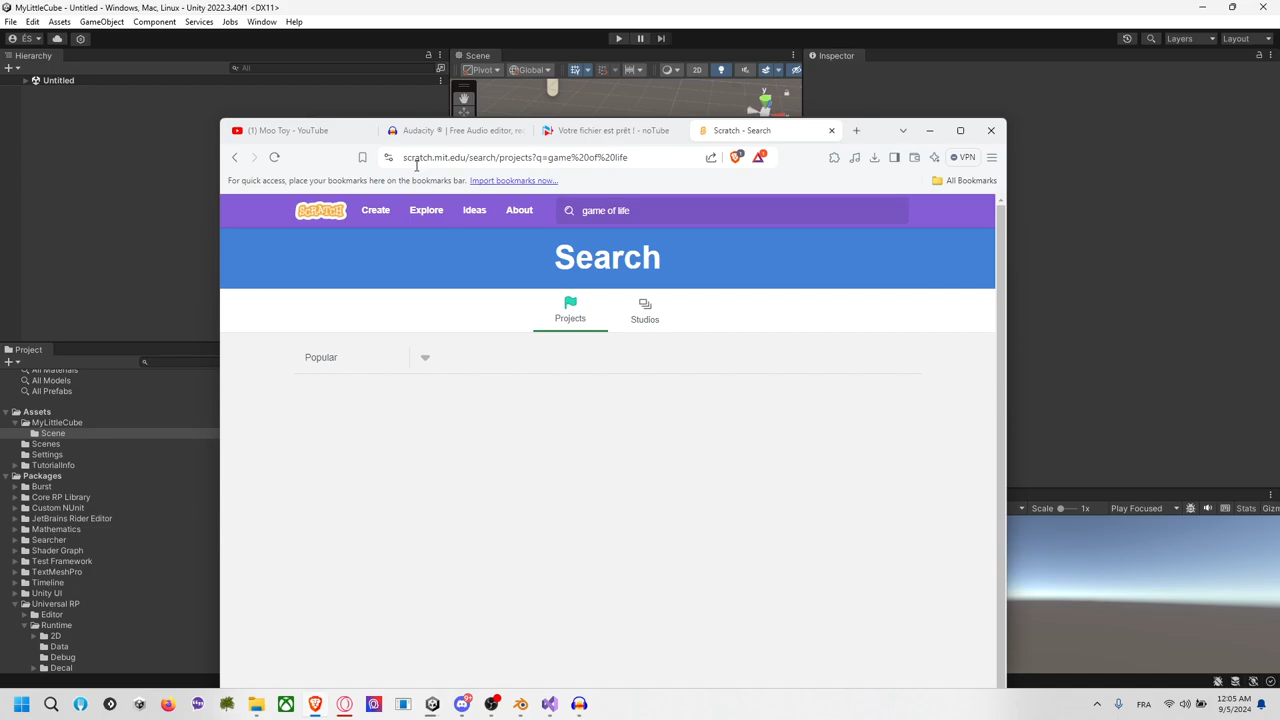 MyLittleCube - Untitled - Windows, Mac, Linux - Unity 2022.3.40f1 <DX11>
File Edit Assets GameObject Component Services Jobs Window Help
ÉS
Layers Layout
Hierarchy
Scene
Inspector
All
Pivot Global 2D
Untitled
y
(1) Moo Toy - YouTube
Audacity ® | Free Audio editor, rec
Votre fichier est prêt ! - noTube
Scratch - Search
scratch.mit.edu/search/projects?q=game%20of%20life
VPN
For quick access, place your bookmarks here on the bookmarks bar. Import bookmarks now...
All Bookmarks
SCRATCH Create Explore Ideas About game of life
Search
Projects
Studios
Popular
Project
All Materials
All Models
All Prefabs
Assets
MyLittleCube
Scene
Scenes
Settings
TutorialInfo
Packages
Burst
Core RP Library
Custom NUnit
JetBrains Rider Editor
Mathematics
Searcher
Shader Graph
Test Framework
TextMeshPro
Timeline
Unity UI
Universal RP
Editor
Runtime
2D
Data
Debug
Decal
Scale 1x Play Focused Stats Gizm
FRA
12:05 AM
9/5/2024